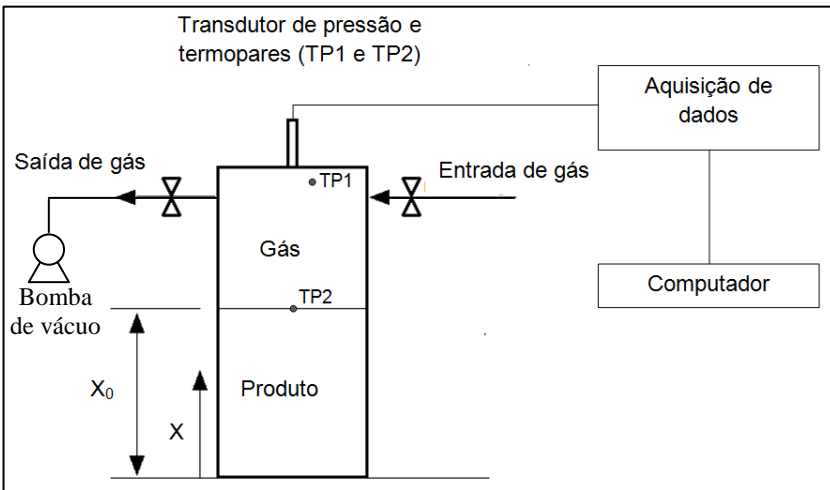 Transdutor de pressão e
termopares (TP1 e TP2)
Aquisição de
dados
Saída de gás
TP1
Entrada de gás
Gás
Computador
Bomba
de vácuo
TP2
X₀
Produto
X